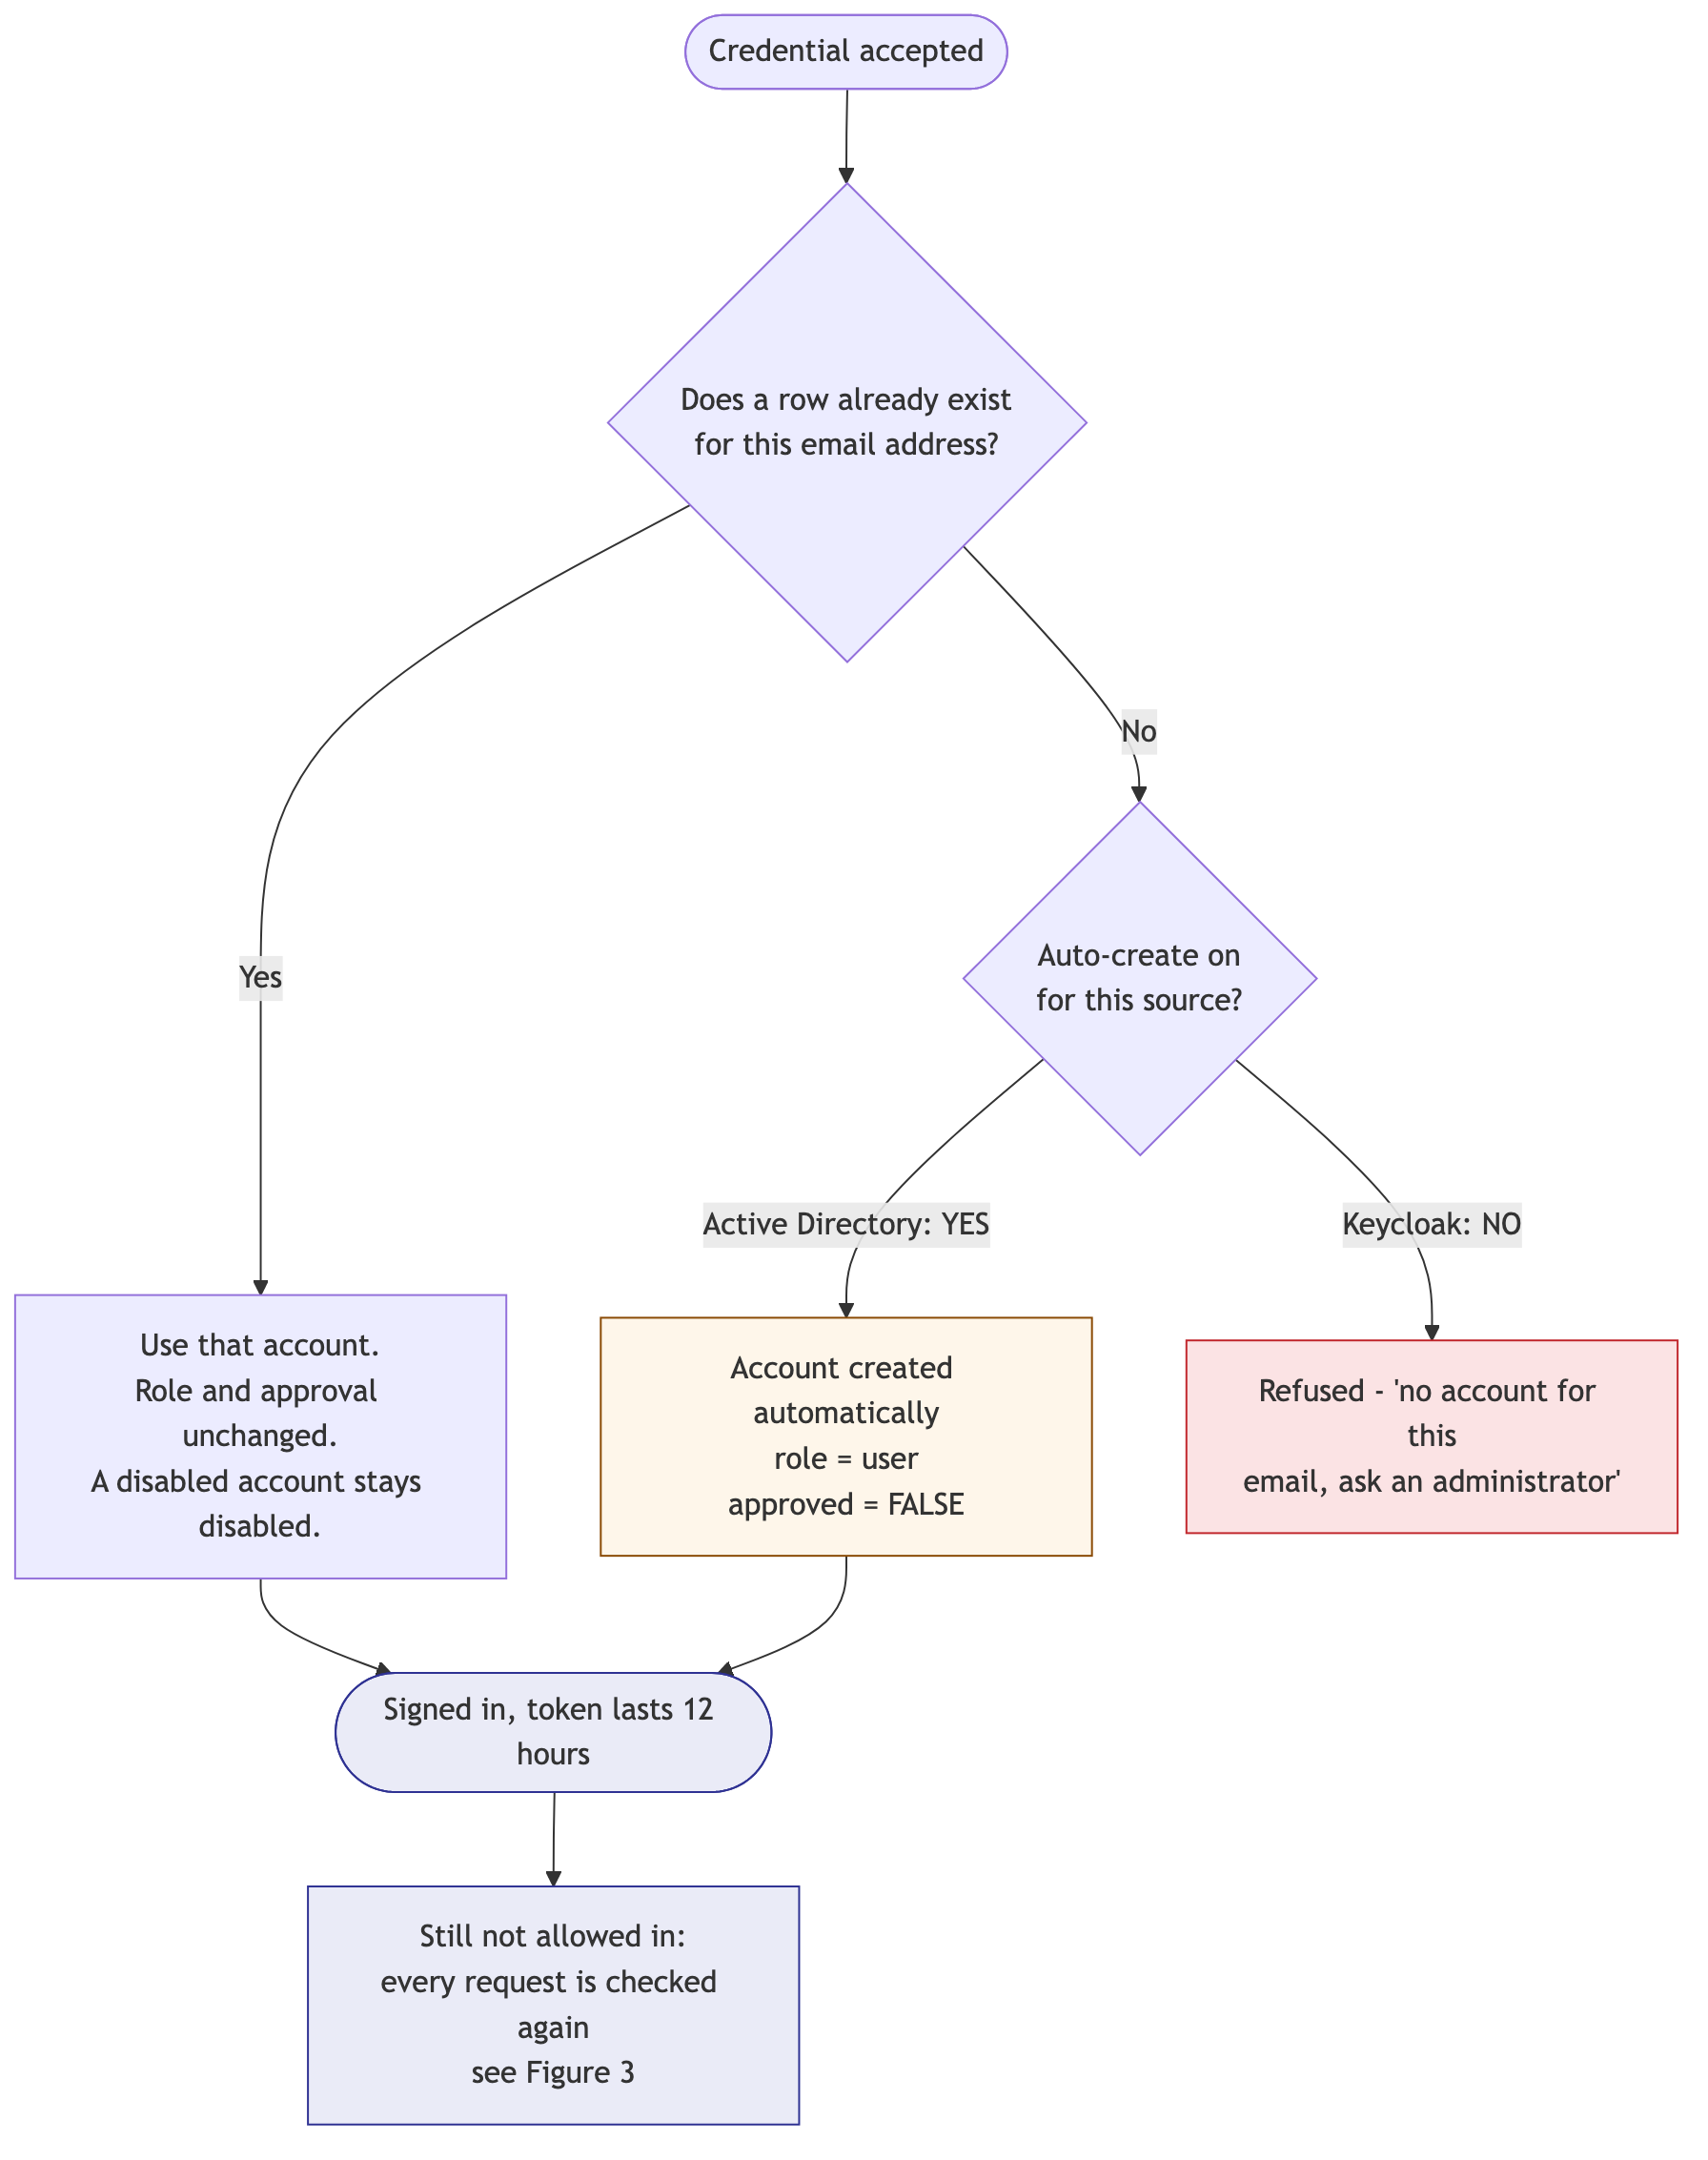 Credential accepted
Does a row already exist
for this email address?
No
Yes
Auto-create on
for this source?
Active Directory: YES
Keycloak: NO
Use that account.
Role and approval
unchanged.
A disabled account stays
disabled.
Account created
automatically
role = user
approved = FALSE
Refused - 'no account for
this
email, ask an administrator'
Signed in, token lasts 12
hours
Still not allowed in:
every request is checked
again
see Figure 3